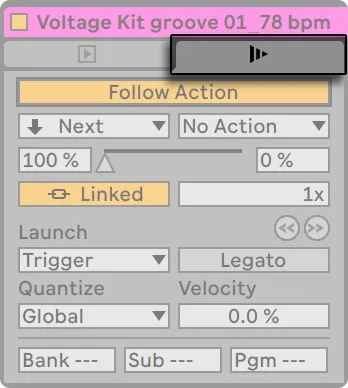 Voltage Kit groove 01_78 bpm
Follow Action
Next No Action
100 % 0 %
Linked 1x
Launch
Trigger Legato
Quantize Velocity
Global 0.0 %
Bank --- Sub --- Pgm ---